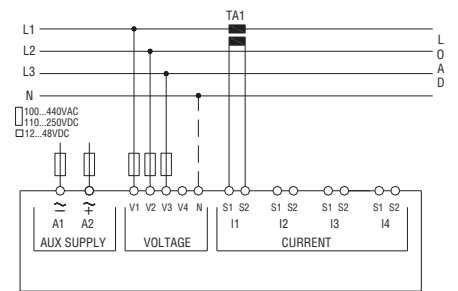 TA1
L1
L2
L3
N
L
O
A
D
100...440VAC
110...250VDC
12...48VDC
V1 V2 V3 V4 N S1 S2 S1 S2 S1 S2 S1 S2
A1 A2 I1 I2 I3 I4
AUX SUPPLY VOLTAGE CURRENT